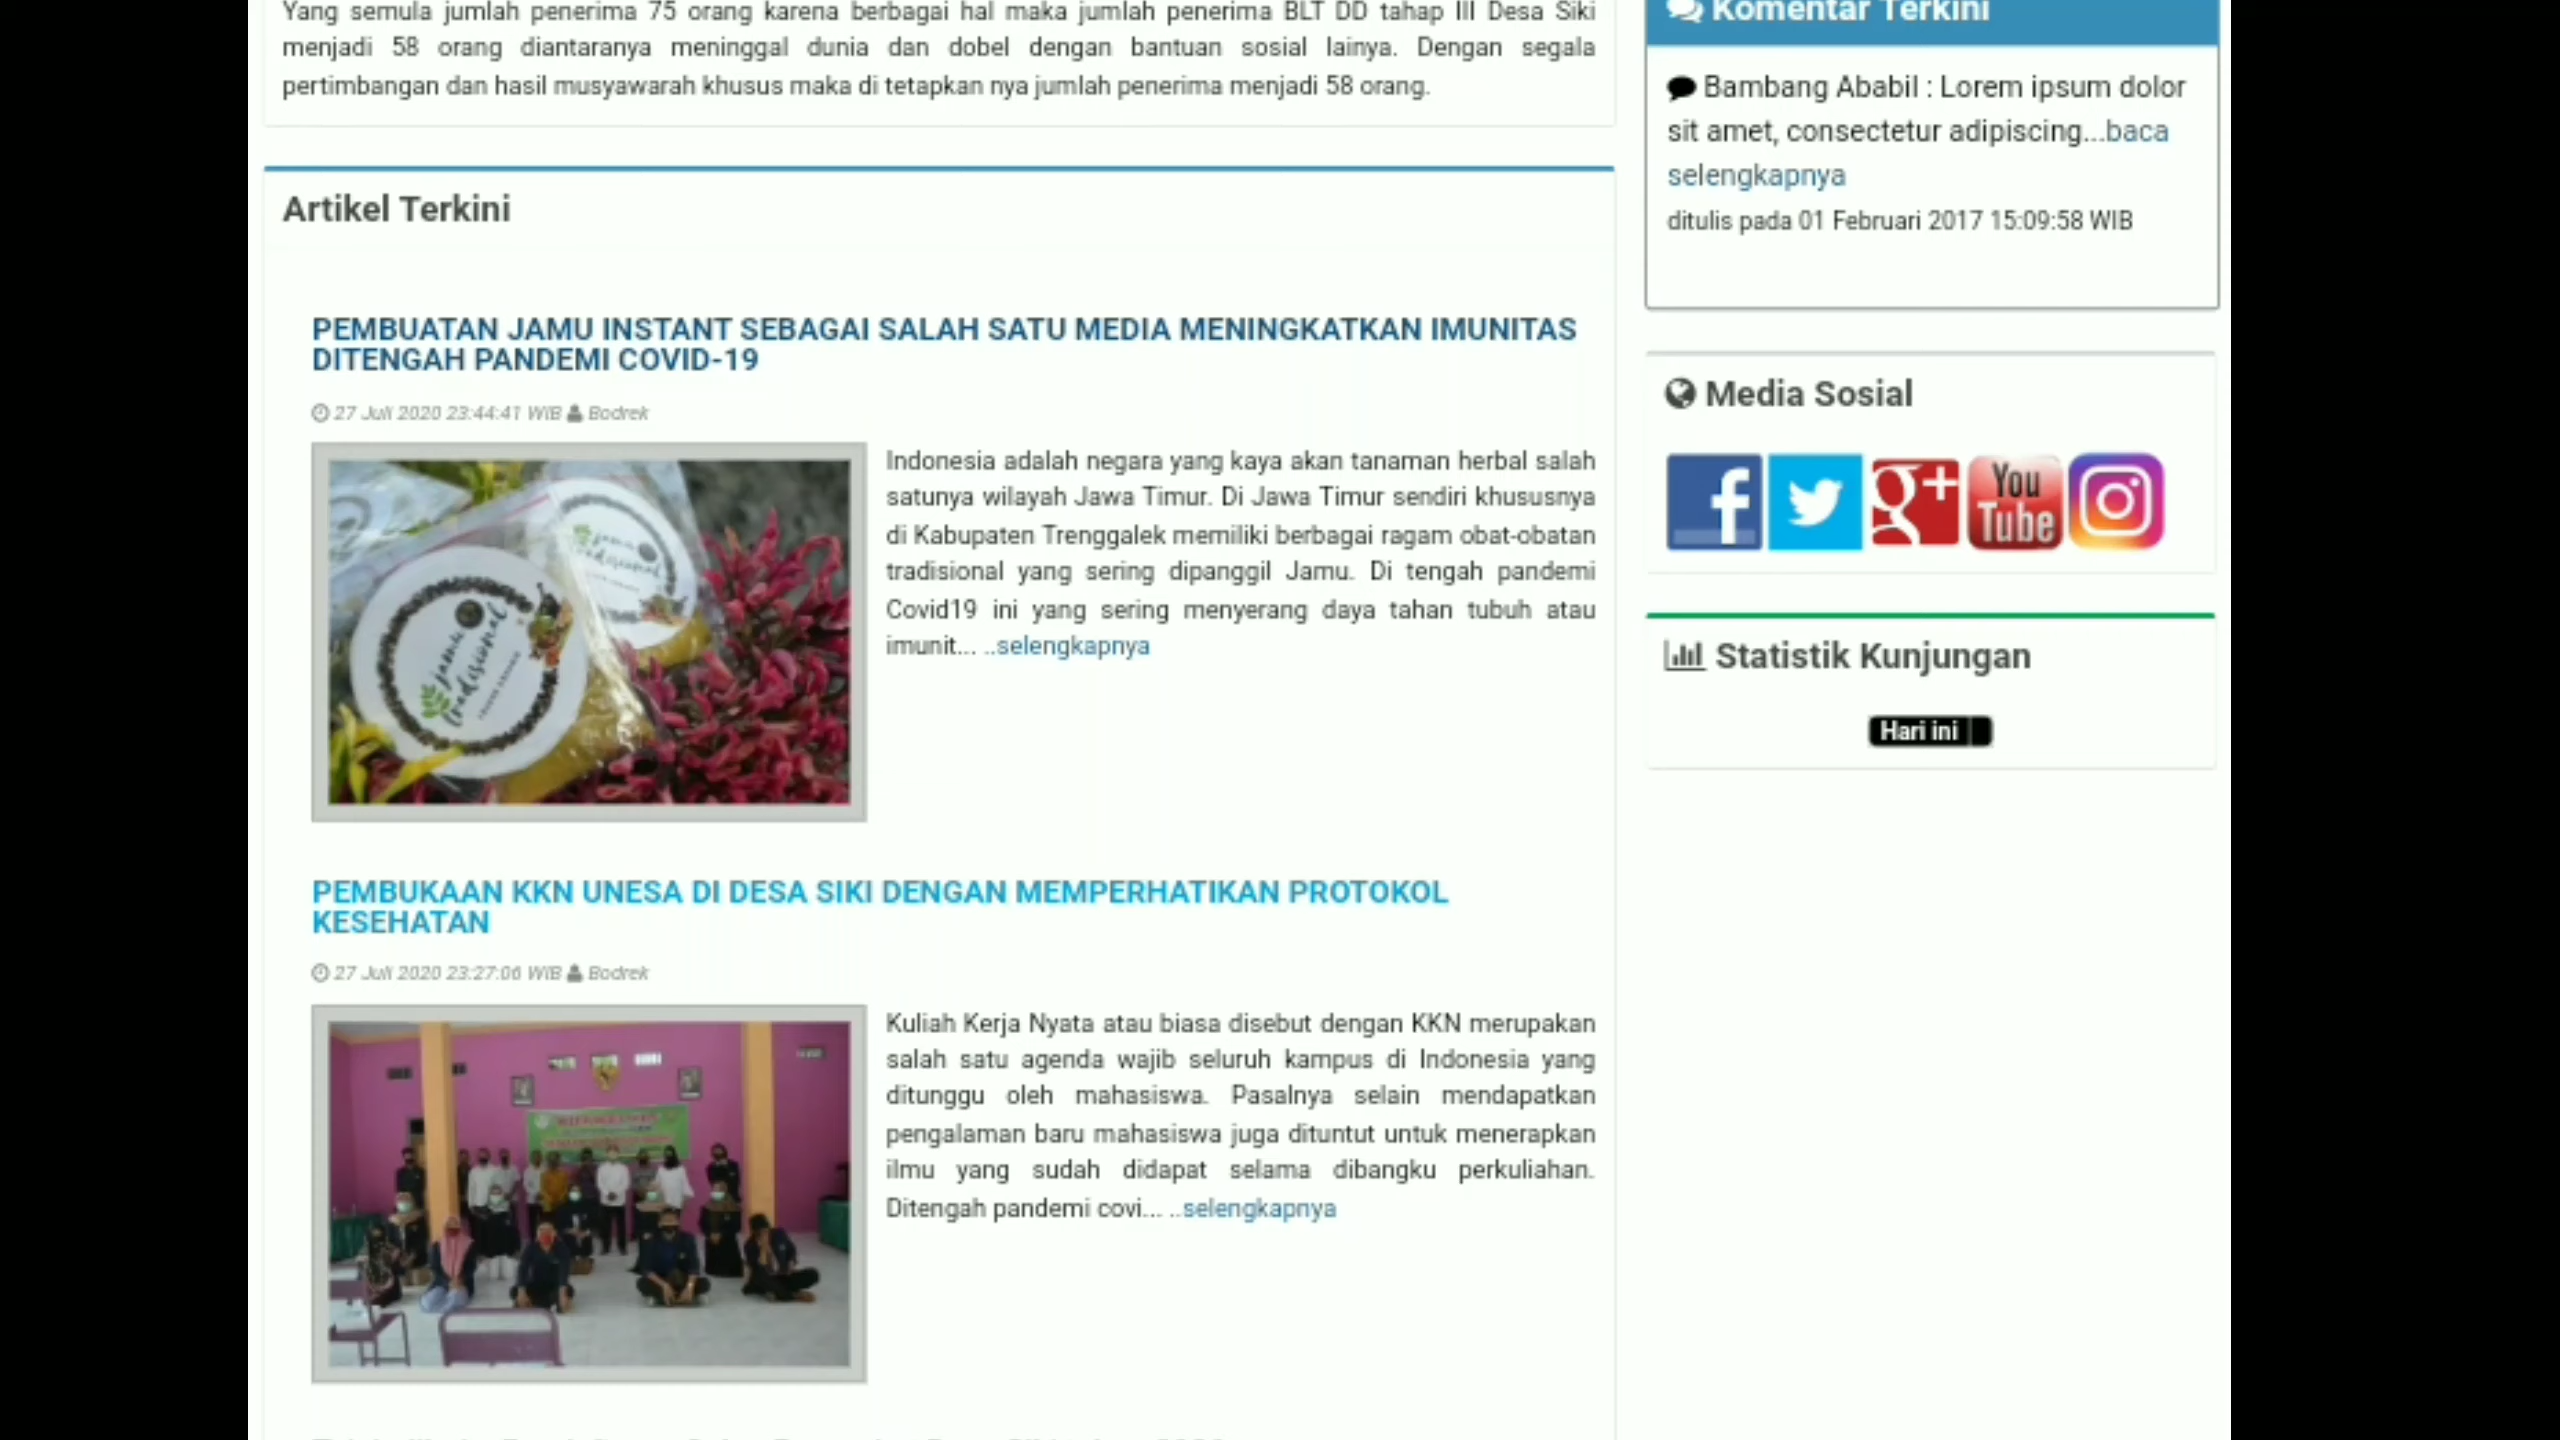 Yang semula jumlah penerima 75 orang karena berbagai hal maka jumlah penerima BLT DD tahap III Desa Siki
menjadi 58 orang diantaranya meninggal dunia dan dobel dengan bantuan sosial lainya. Dengan segala
pertimbangan dan hasil musyawarah khusus maka di tetapkan nya jumlah penerima menjadi 58 orang.
Artikel Terkini
PEMBUATAN JAMU INSTANT SEBAGAI SALAH SATU MEDIA MENINGKATKAN IMUNITAS
DITENGAH PANDEMI COVID-19
27 Juli 2020 23:44:41 WIB Bodrek
jamu
tradisional
jamu
tradisional
Indonesia adalah negara yang kaya akan tanaman herbal salah
satunya wilayah Jawa Timur. Di Jawa Timur sendiri khususnya
di Kabupaten Trenggalek memiliki berbagai ragam obat-obatan
tradisional yang sering dipanggil Jamu. Di tengah pandemi
Covid19 ini yang sering menyerang daya tahan tubuh atau
imunit... ..selengkapnya
PEMBUKAAN KKN UNESA DI DESA SIKI DENGAN MEMPERHATIKAN PROTOKOL
KESEHATAN
27 Juli 2020 23:27:06 WIB Bodrek
Kuliah Kerja Nyata atau biasa disebut dengan KKN merupakan
salah satu agenda wajib seluruh kampus di Indonesia yang
ditunggu oleh mahasiswa. Pasalnya selain mendapatkan
pengalaman baru mahasiswa juga dituntut untuk menerapkan
ilmu yang sudah didapat selama dibangku perkuliahan.
Ditengah pandemi covi... ..selengkapnya
Komentar Terkini
Bambang Ababil : Lorem ipsum dolor
sit amet, consectetur adipiscing...baca
selengkapnya
ditulis pada 01 Februari 2017 15:09:58 WIB
Media Sosial
f
g+
You
Tube
Statistik Kunjungan
Hari ini